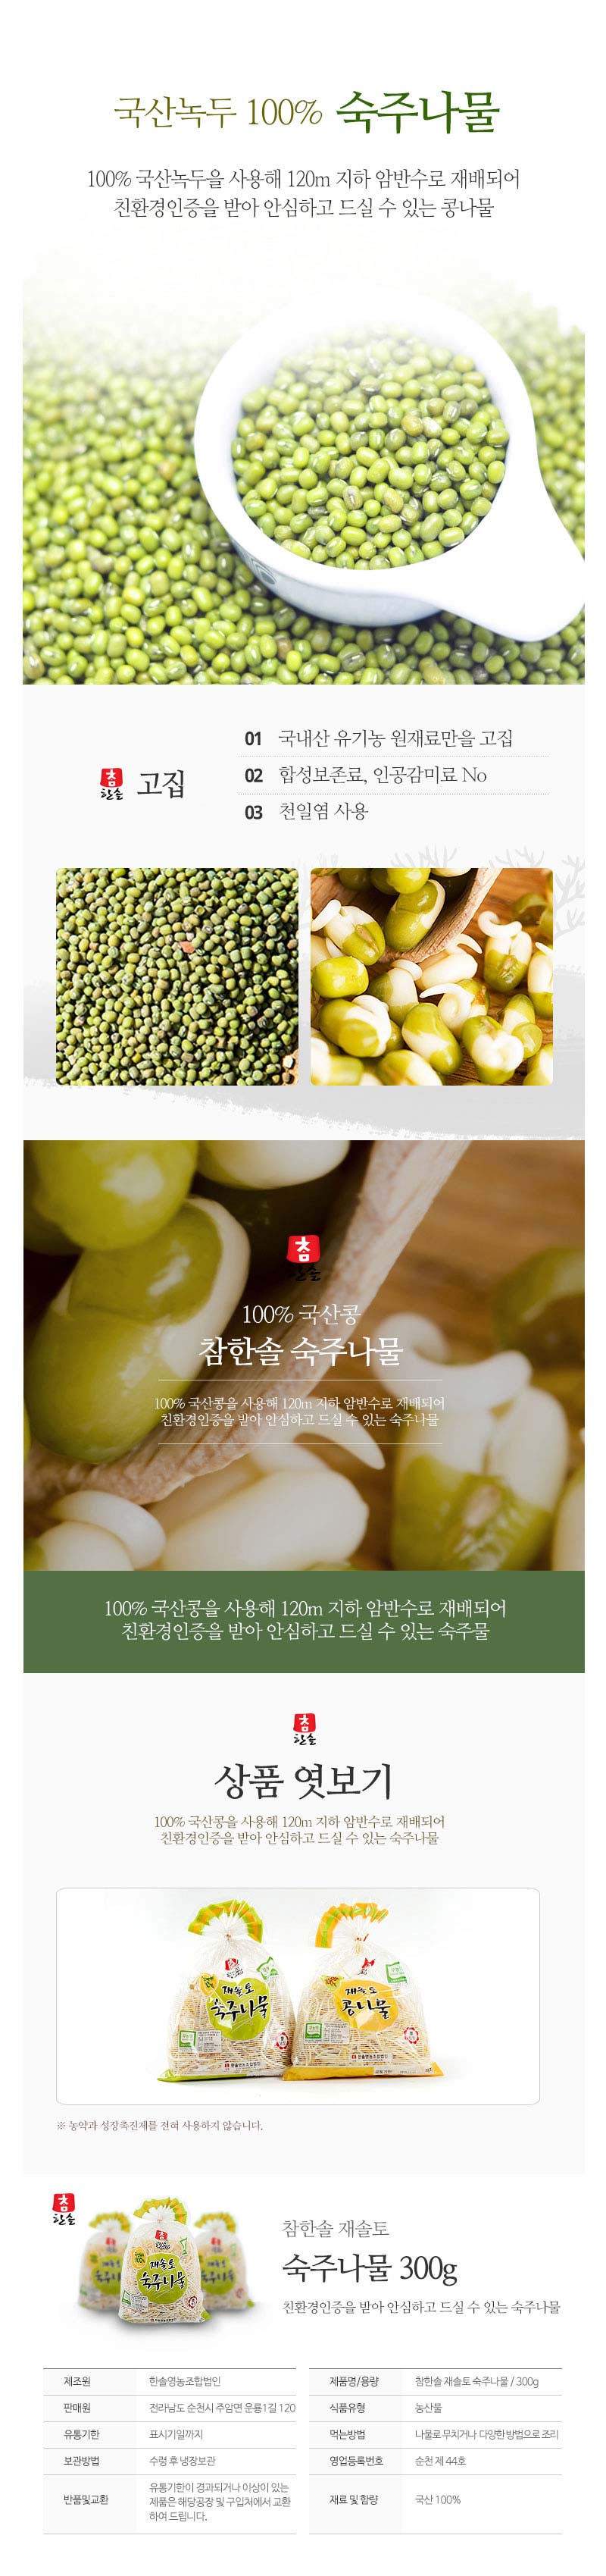 국산녹두 100% 숙주나물
100% 국산녹두을 사용해 120m 지하 암반수로 재배되어
친환경인증을 받아 안심하고 드실 수 있는 콩나물
참
한솔
고집
01 국내산 유기농 원재료만을 고집
02 합성보존료, 인공감미료 No
03 천일염 사용
참
한솔
100% 국산콩
참한솔 숙주나물
100% 국산콩을 사용해 120m 지하 암반수로 재배되어
친환경인증을 받아 안심하고 드실 수 있는 숙주나물
100% 국산콩을 사용해 120m 지하 암반수로 재배되어
친환경인증을 받아 안심하고 드실 수 있는 숙주물
참
한솔
상품 엿보기
100% 국산콩을 사용해 120m 지하 암반수로 재배되어
친환경인증을 받아 안심하고 드실 수 있는 숙주나물
재솔토
숙주나물
재솔토
콩나물
※ 농약과 성장촉진제를 전혀 사용하지 않습니다.
참
한솔
재솔토
숙주나물
참한솔 재솔토
숙주나물 300g
친환경인증을 받아 안심하고 드실 수 있는 숙주나물
제조원 한솔영농조합법인
판매원 전라남도 순천시 주암면 운룡1길 120
유통기한 표시기일까지
보관방법 수령 후 냉장보관
반품및교환 유통기한이 경과되거나 이상이 있는
제품은 해당공장 및 구입처에서 교환
하여 드립니다.
제품명/용량 참한솔 재솔토 숙주나물 / 300g
식품유형 농산물
먹는방법 나물로 무치거나 다양한 방법으로 조리
영업등록번호 순천 제 44호
재료 및 함량 국산 100%